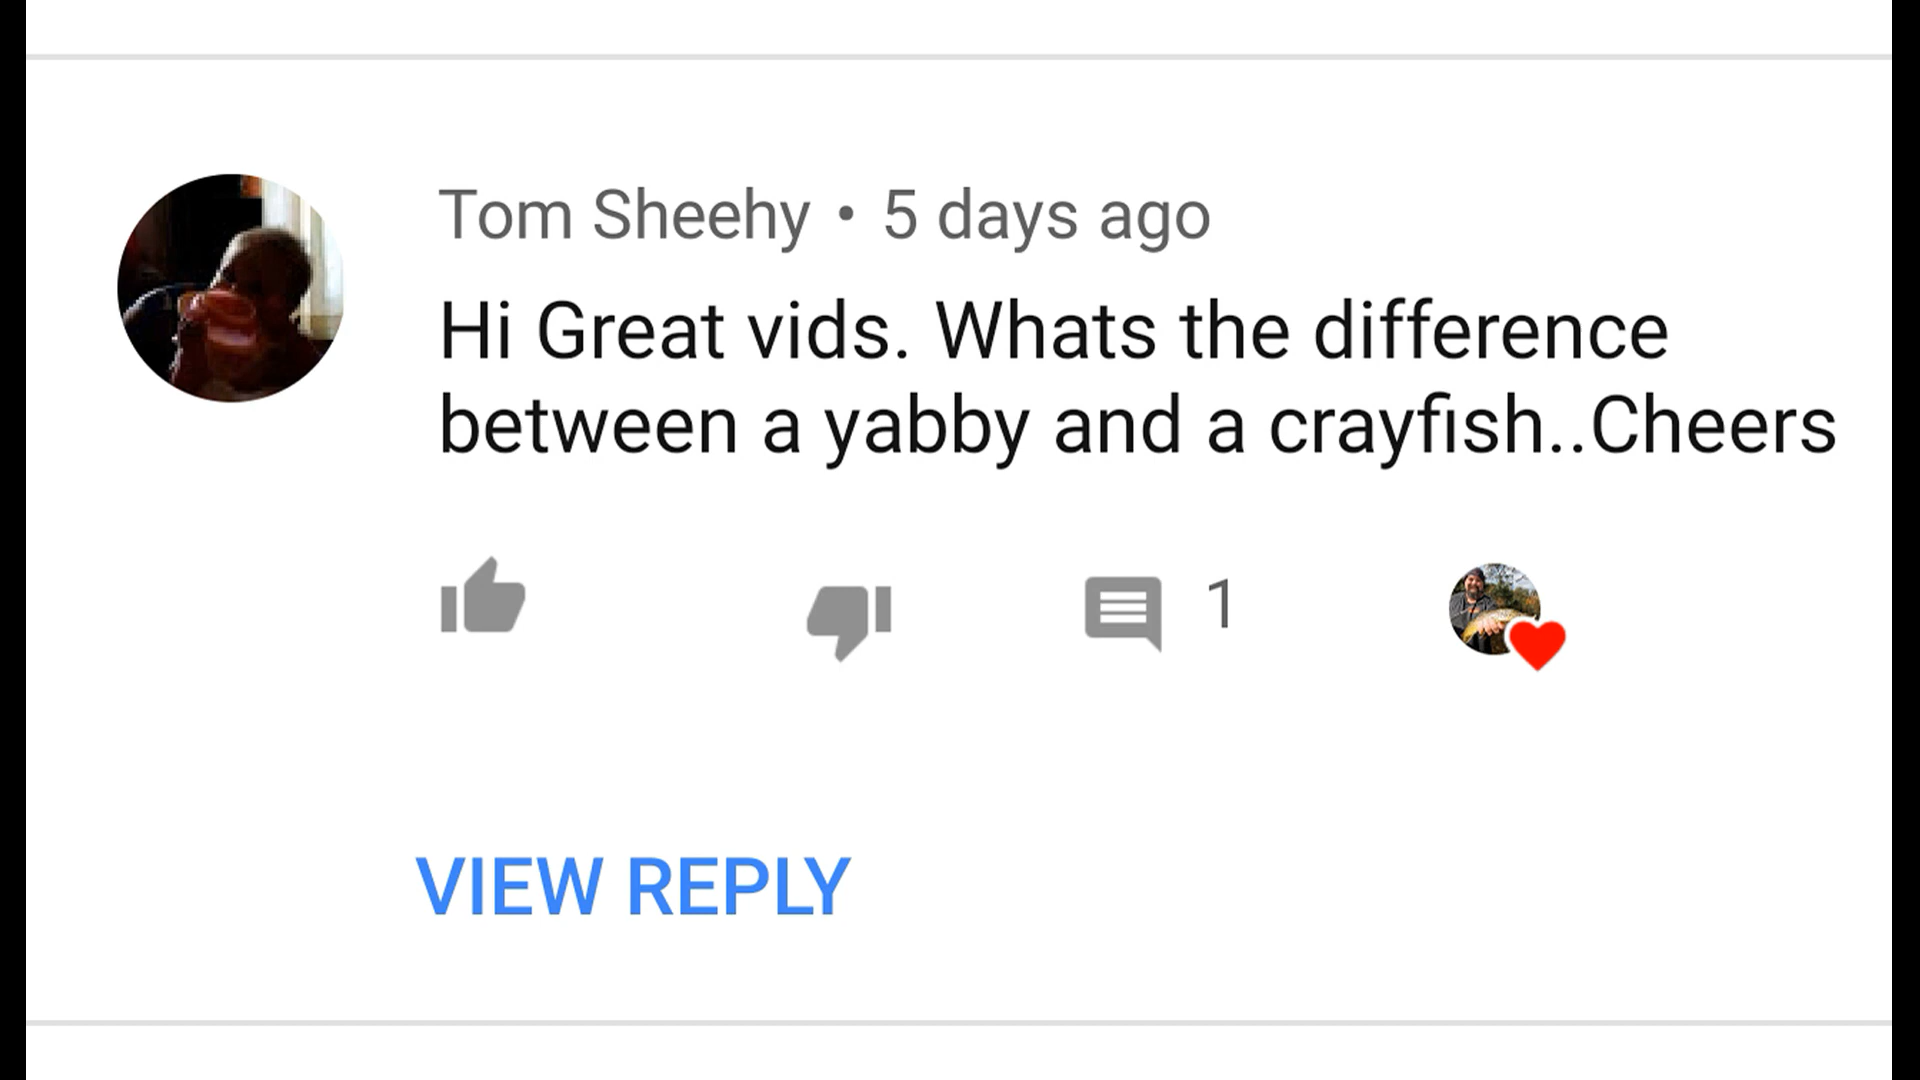 Tom Sheehy • 5 days ago
Hi Great vids. Whats the difference
between a yabby and a crayfish..Cheers
1
VIEW REPLY